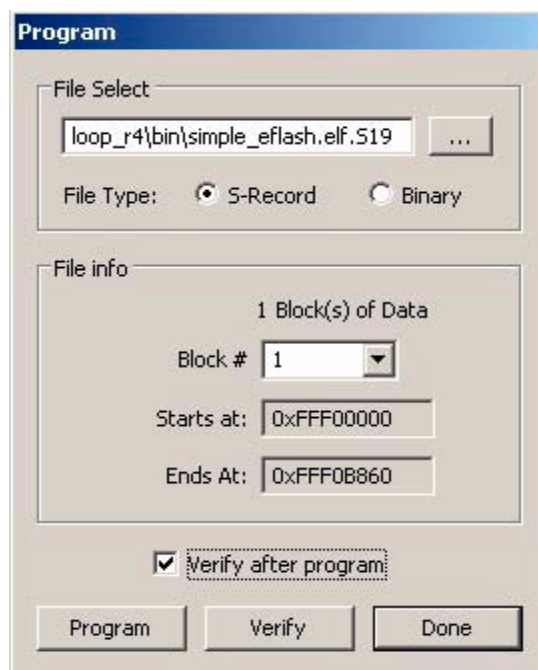 Program
File Select
loop_r4\bin\simple_eflash.elf.S19 ...
File Type: S-Record Binary
File info
1 Block(s) of Data
Block # 1
Starts at: 0xFFF00000
Ends At: 0xFFF0B860
Verify after program
Program Verify Done